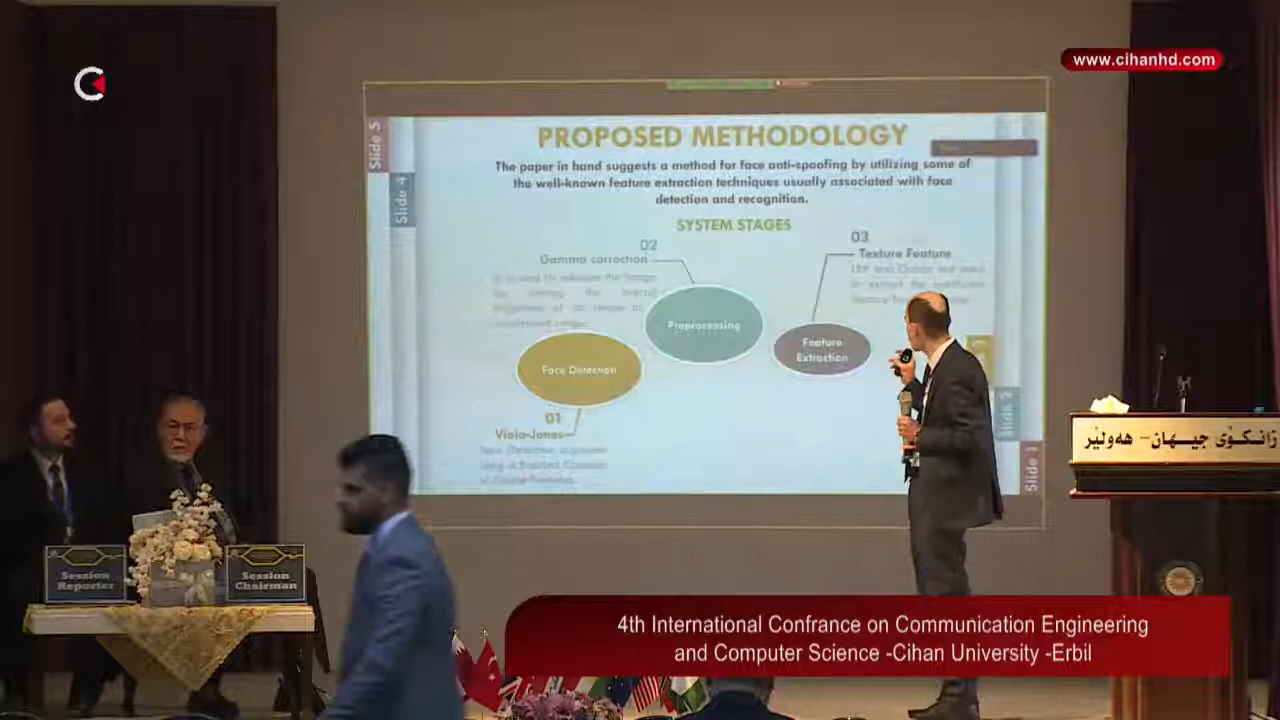 www.cihanhd.com
Slide 5
Slide 4
PROPOSED METHODOLOGY
The paper in hand suggests a method for face anti-spoofing by utilizing some of
the well-known feature extraction techniques usually associated with face
detection and recognition.
SYSTEM STAGES
02
Gamma correction
03
Texture Feature
Preprocessing
Feature
Extraction
Face Detection
01
Viola-Jones
Slide 2
Slide 1
زانكۆی جیهان - هەولێر
Session
Reporter
Session
Chairman
4th International Confrance on Communication Engineering
and Computer Science -Cihan University -Erbil